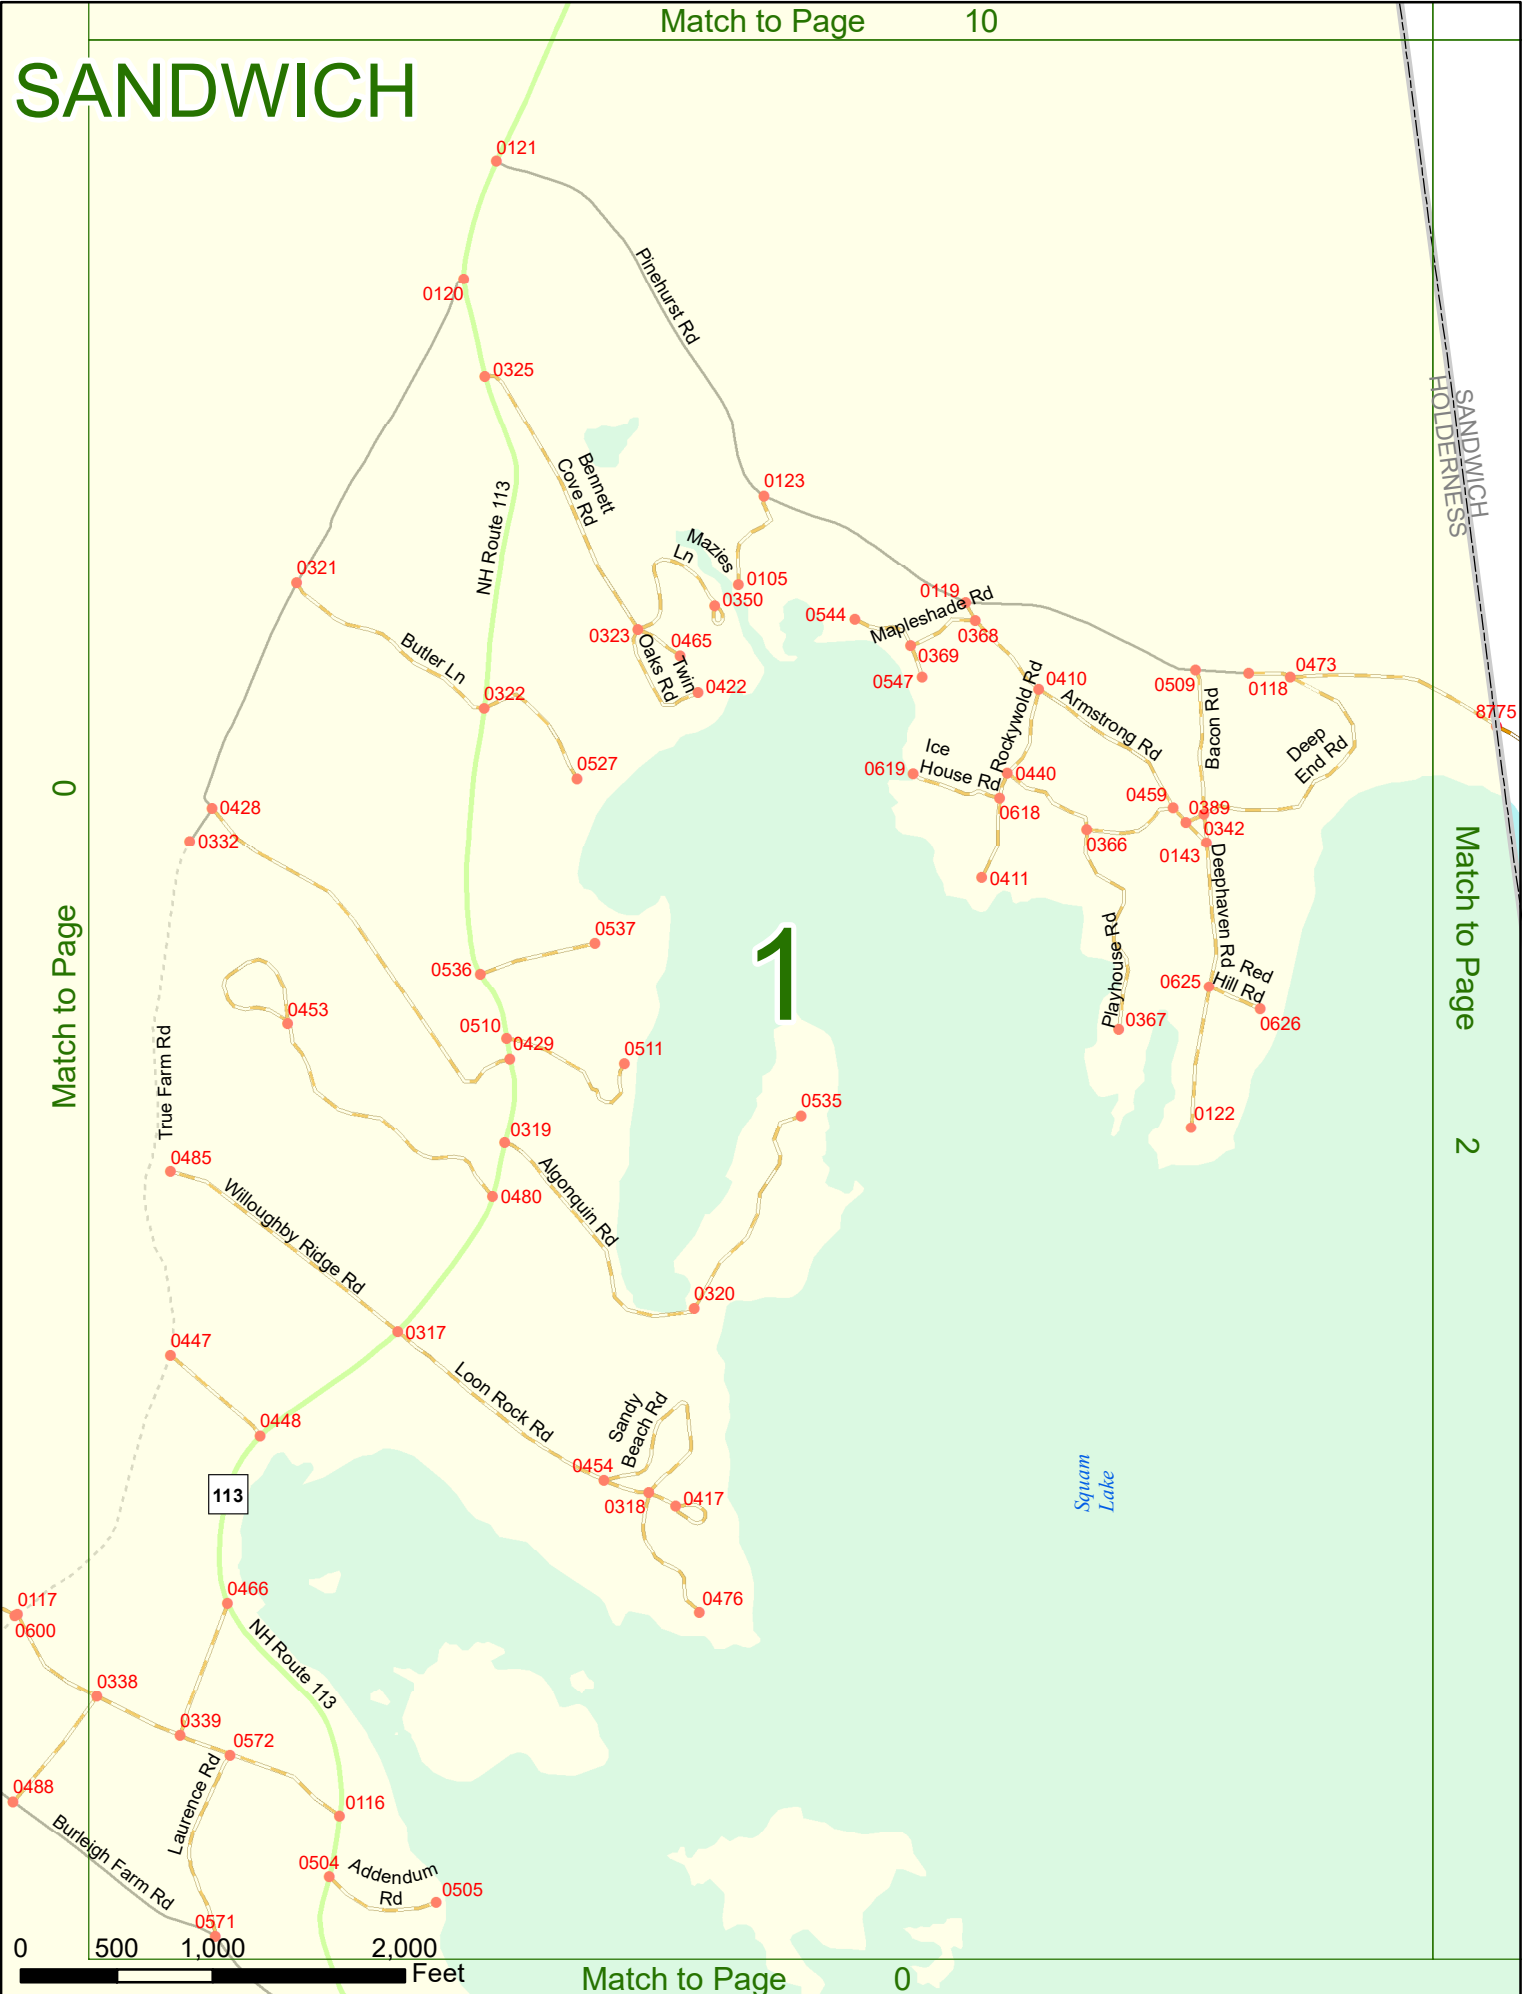 Match to Page 10
SANDWICH
0121
Pinehurst Rd
0120
0325
SANDWICH
HOLDERNESS
Bennett
Cove Rd
NH Route 113
0123
Mazies
Ln
0321
0105
0350
0119
0544
Mapleshade Rd
0368
0323
0465
0369
Butler Ln
Oaks Rd
Twin
0422
0547
0322
Rockywold Rd
0410
0509
0118
0473
8775
Armstrong Rd
Bacon Rd
Deep
End Rd
0527
Ice
House Rd
0619
0440
0618
0459
0389
0342
0428
0332
0366
0143
0411
Match to Page 0
1
Match to Page 2
Deephaven Rd
0537
0536
Playhouse Rd
0625
Red
Hill Rd
0626
0453
0510
0429
0511
0367
True Farm Rd
0535
0122
0319
0485
Algonquin Rd
0480
Willoughby Ridge Rd
0320
0317
0447
Loon Rock Rd
0448
Sandy
Beach Rd
0454
0318
0417
113
Squam
Lake
0466
0476
0117
0600
NH Route 113
0338
0339
0572
Laurence Rd
0488
0116
Burleigh Farm Rd
0504
Addendum
Rd
0505
0571
0 500 1,000 2,000
Feet
Match to Page 0